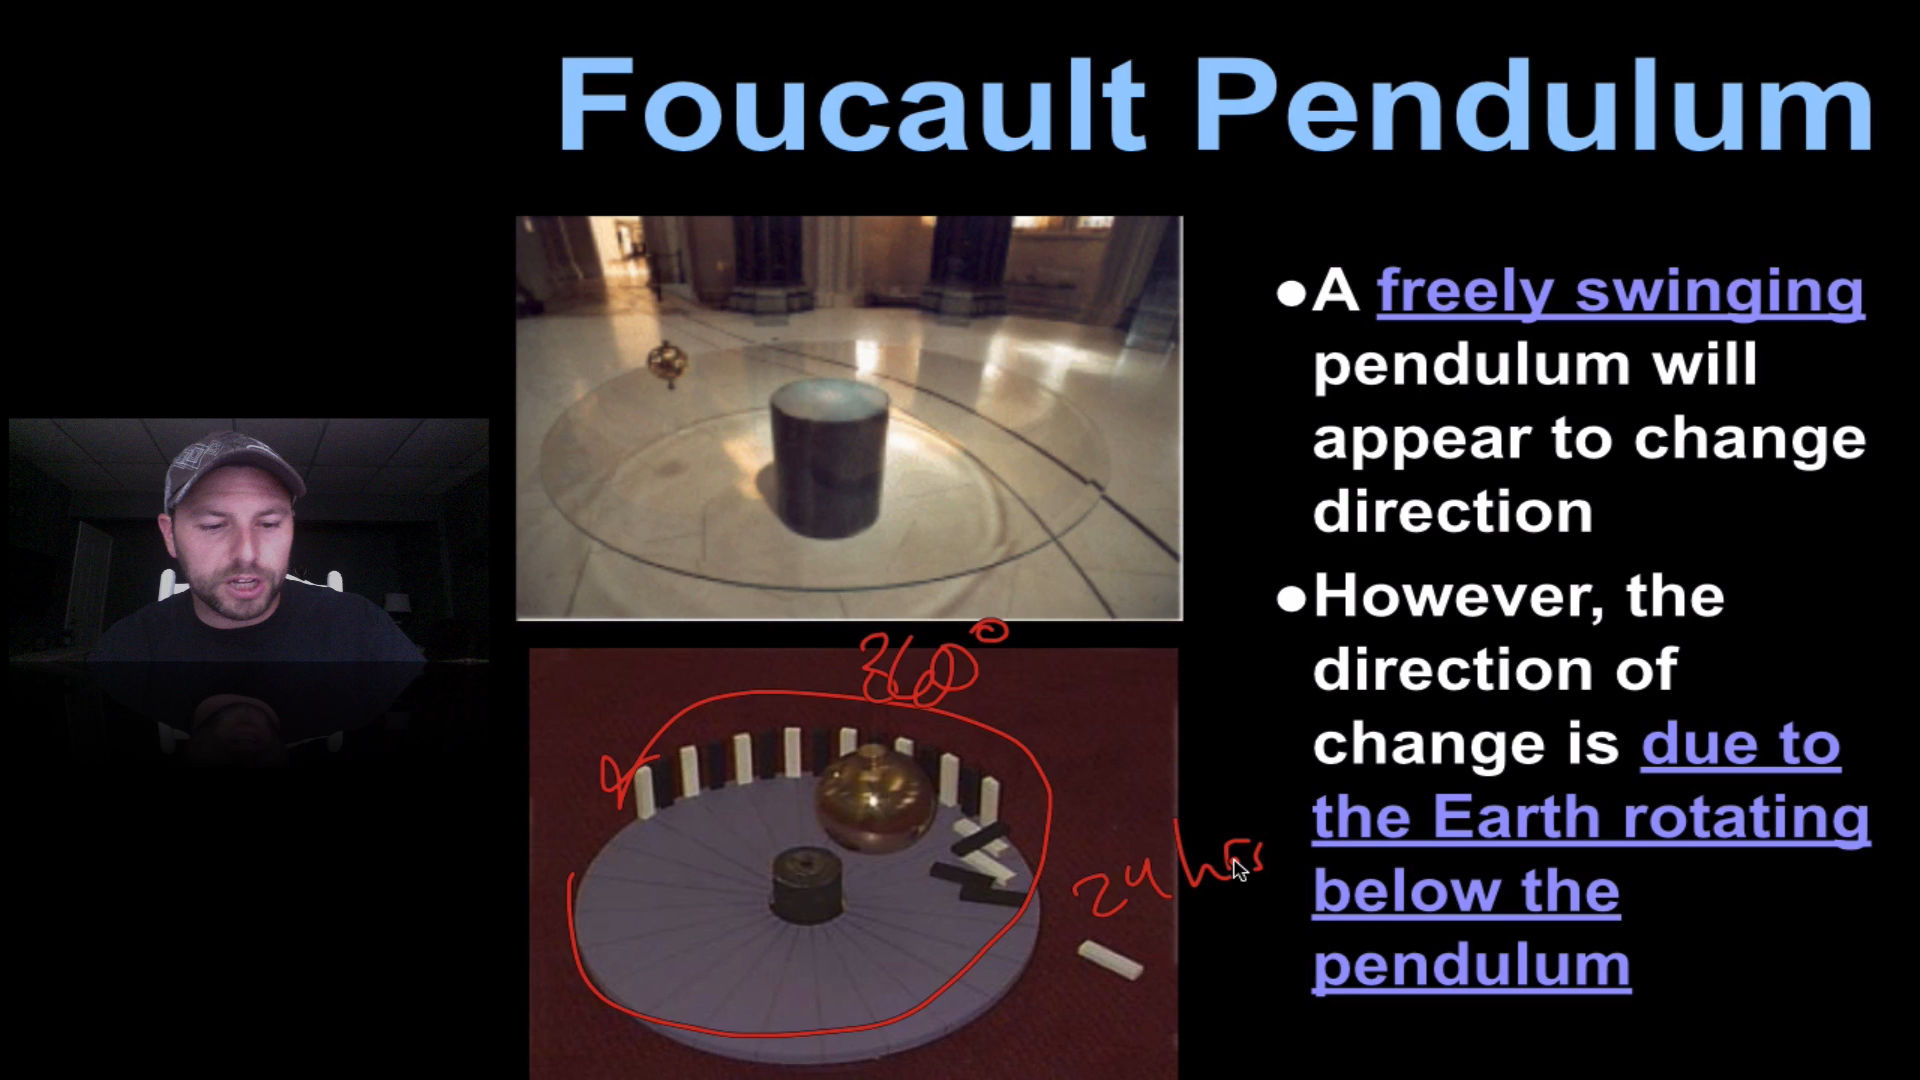 Foucault Pendulum
●A freely swinging
pendulum will
appear to change
direction
●However, the
direction of
change is due to
the Earth rotating
below the
pendulum
360°
24 hrs